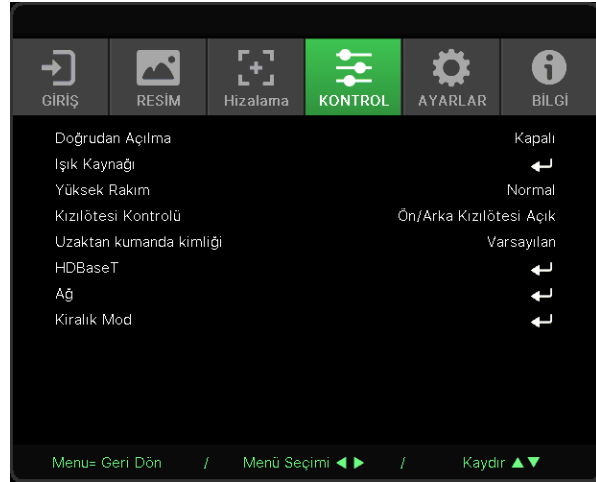 GİRİŞ RESİM Hizalama KONTROL AYARLAR BİLGİ
Doğrudan Açılma Kapalı
Işık Kaynağı
Yüksek Rakım Normal
Kızılötesi Kontrolü Ön/Arka Kızılötesi Açık
Uzaktan kumanda kimliği Varsayılan
HDBaseT
Ağ
Kiralık Mod
Menu= Geri Dön / Menü Seçimi ◀ ▶ / Kaydır ▲▼